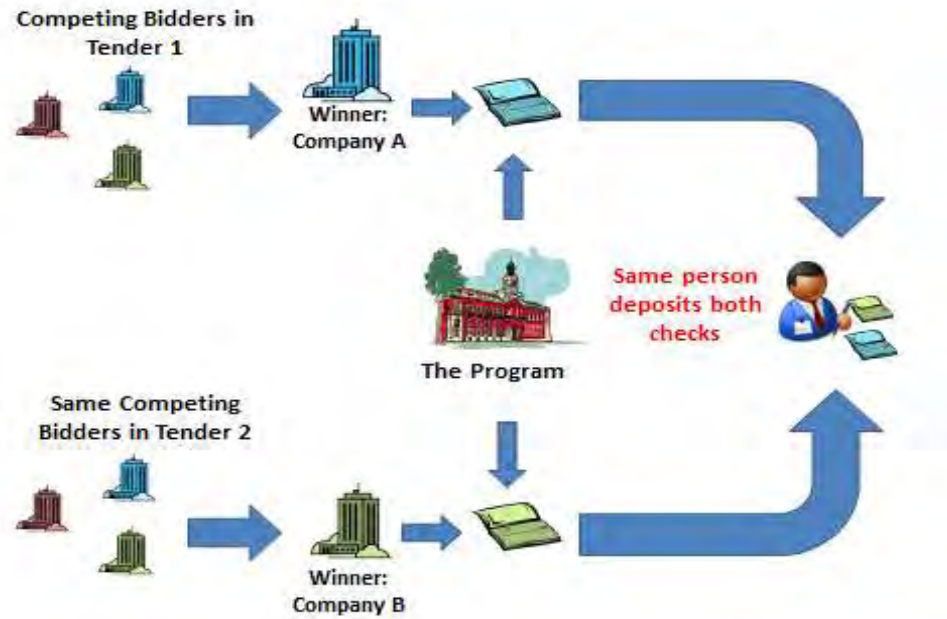 Competing Bidders in
Tender 1
Winner:
Company A
Same person
deposits both
checks
The Program
Same Competing
Bidders in Tender 2
Winner:
Company B